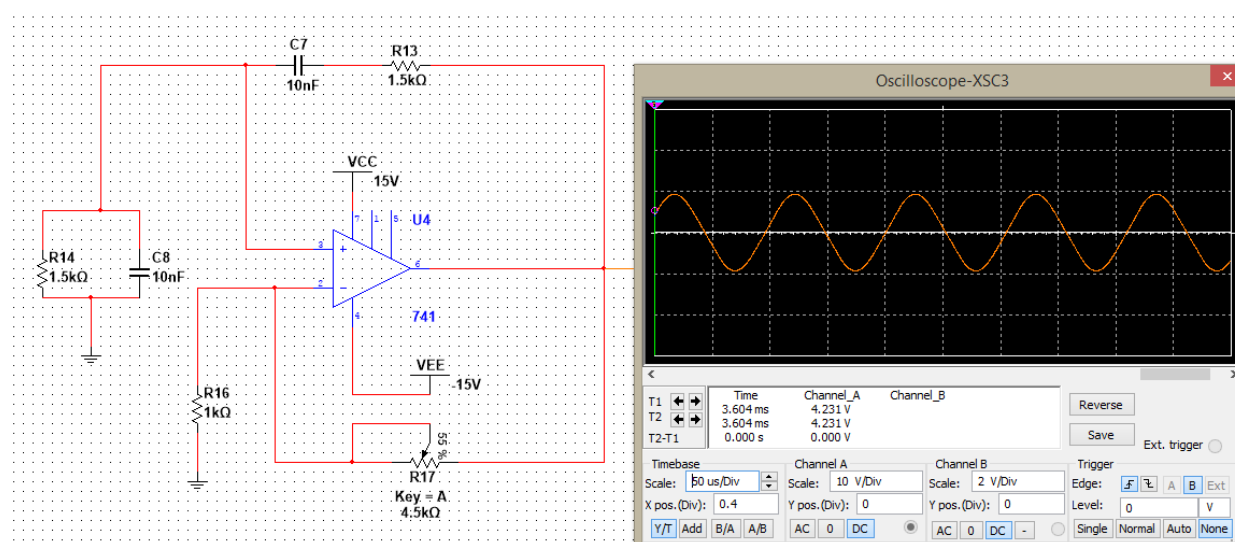 C7
10nF
R13
1.5kΩ
VCC
15V
7
1
5
U4
3
+
2
−
6
4
741
R14
1.5kΩ
C8
10nF
VEE
-15V
R16
1kΩ
55 %
R17
Key = A
4.5kΩ
Oscilloscope-XSC3
Time Channel_A Channel_B
T1 3.604 ms 4.231 V
T2 3.604 ms 4.231 V
T2-T1 0.000 s 0.000 V
Reverse
Save
Ext. trigger
Timebase
Scale: 50 us/Div
X pos.(Div): 0.4
Y/T Add B/A A/B
Channel A
Scale: 10 V/Div
Y pos.(Div): 0
AC 0 DC
Channel B
Scale: 2 V/Div
Y pos.(Div): 0
AC 0 DC -
Trigger
Edge: A B Ext
Level: 0 V
Single Normal Auto None